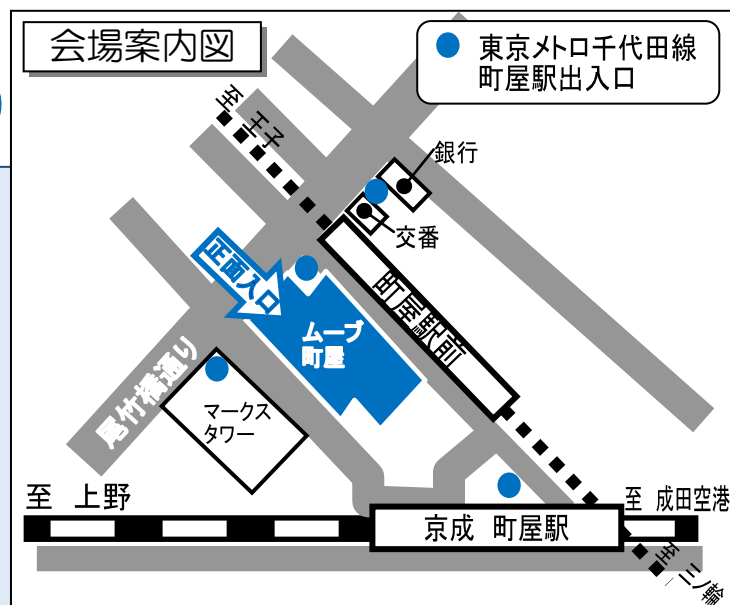 会場案内図
東京メトロ千代田線
町屋駅出入口
至 王子
銀行
交番
正面入口
町屋駅前
ムーブ
町屋
尾竹橋通り
マークス
タワー
至 上野
至 成田空港
京成 町屋駅
至 三ノ輪